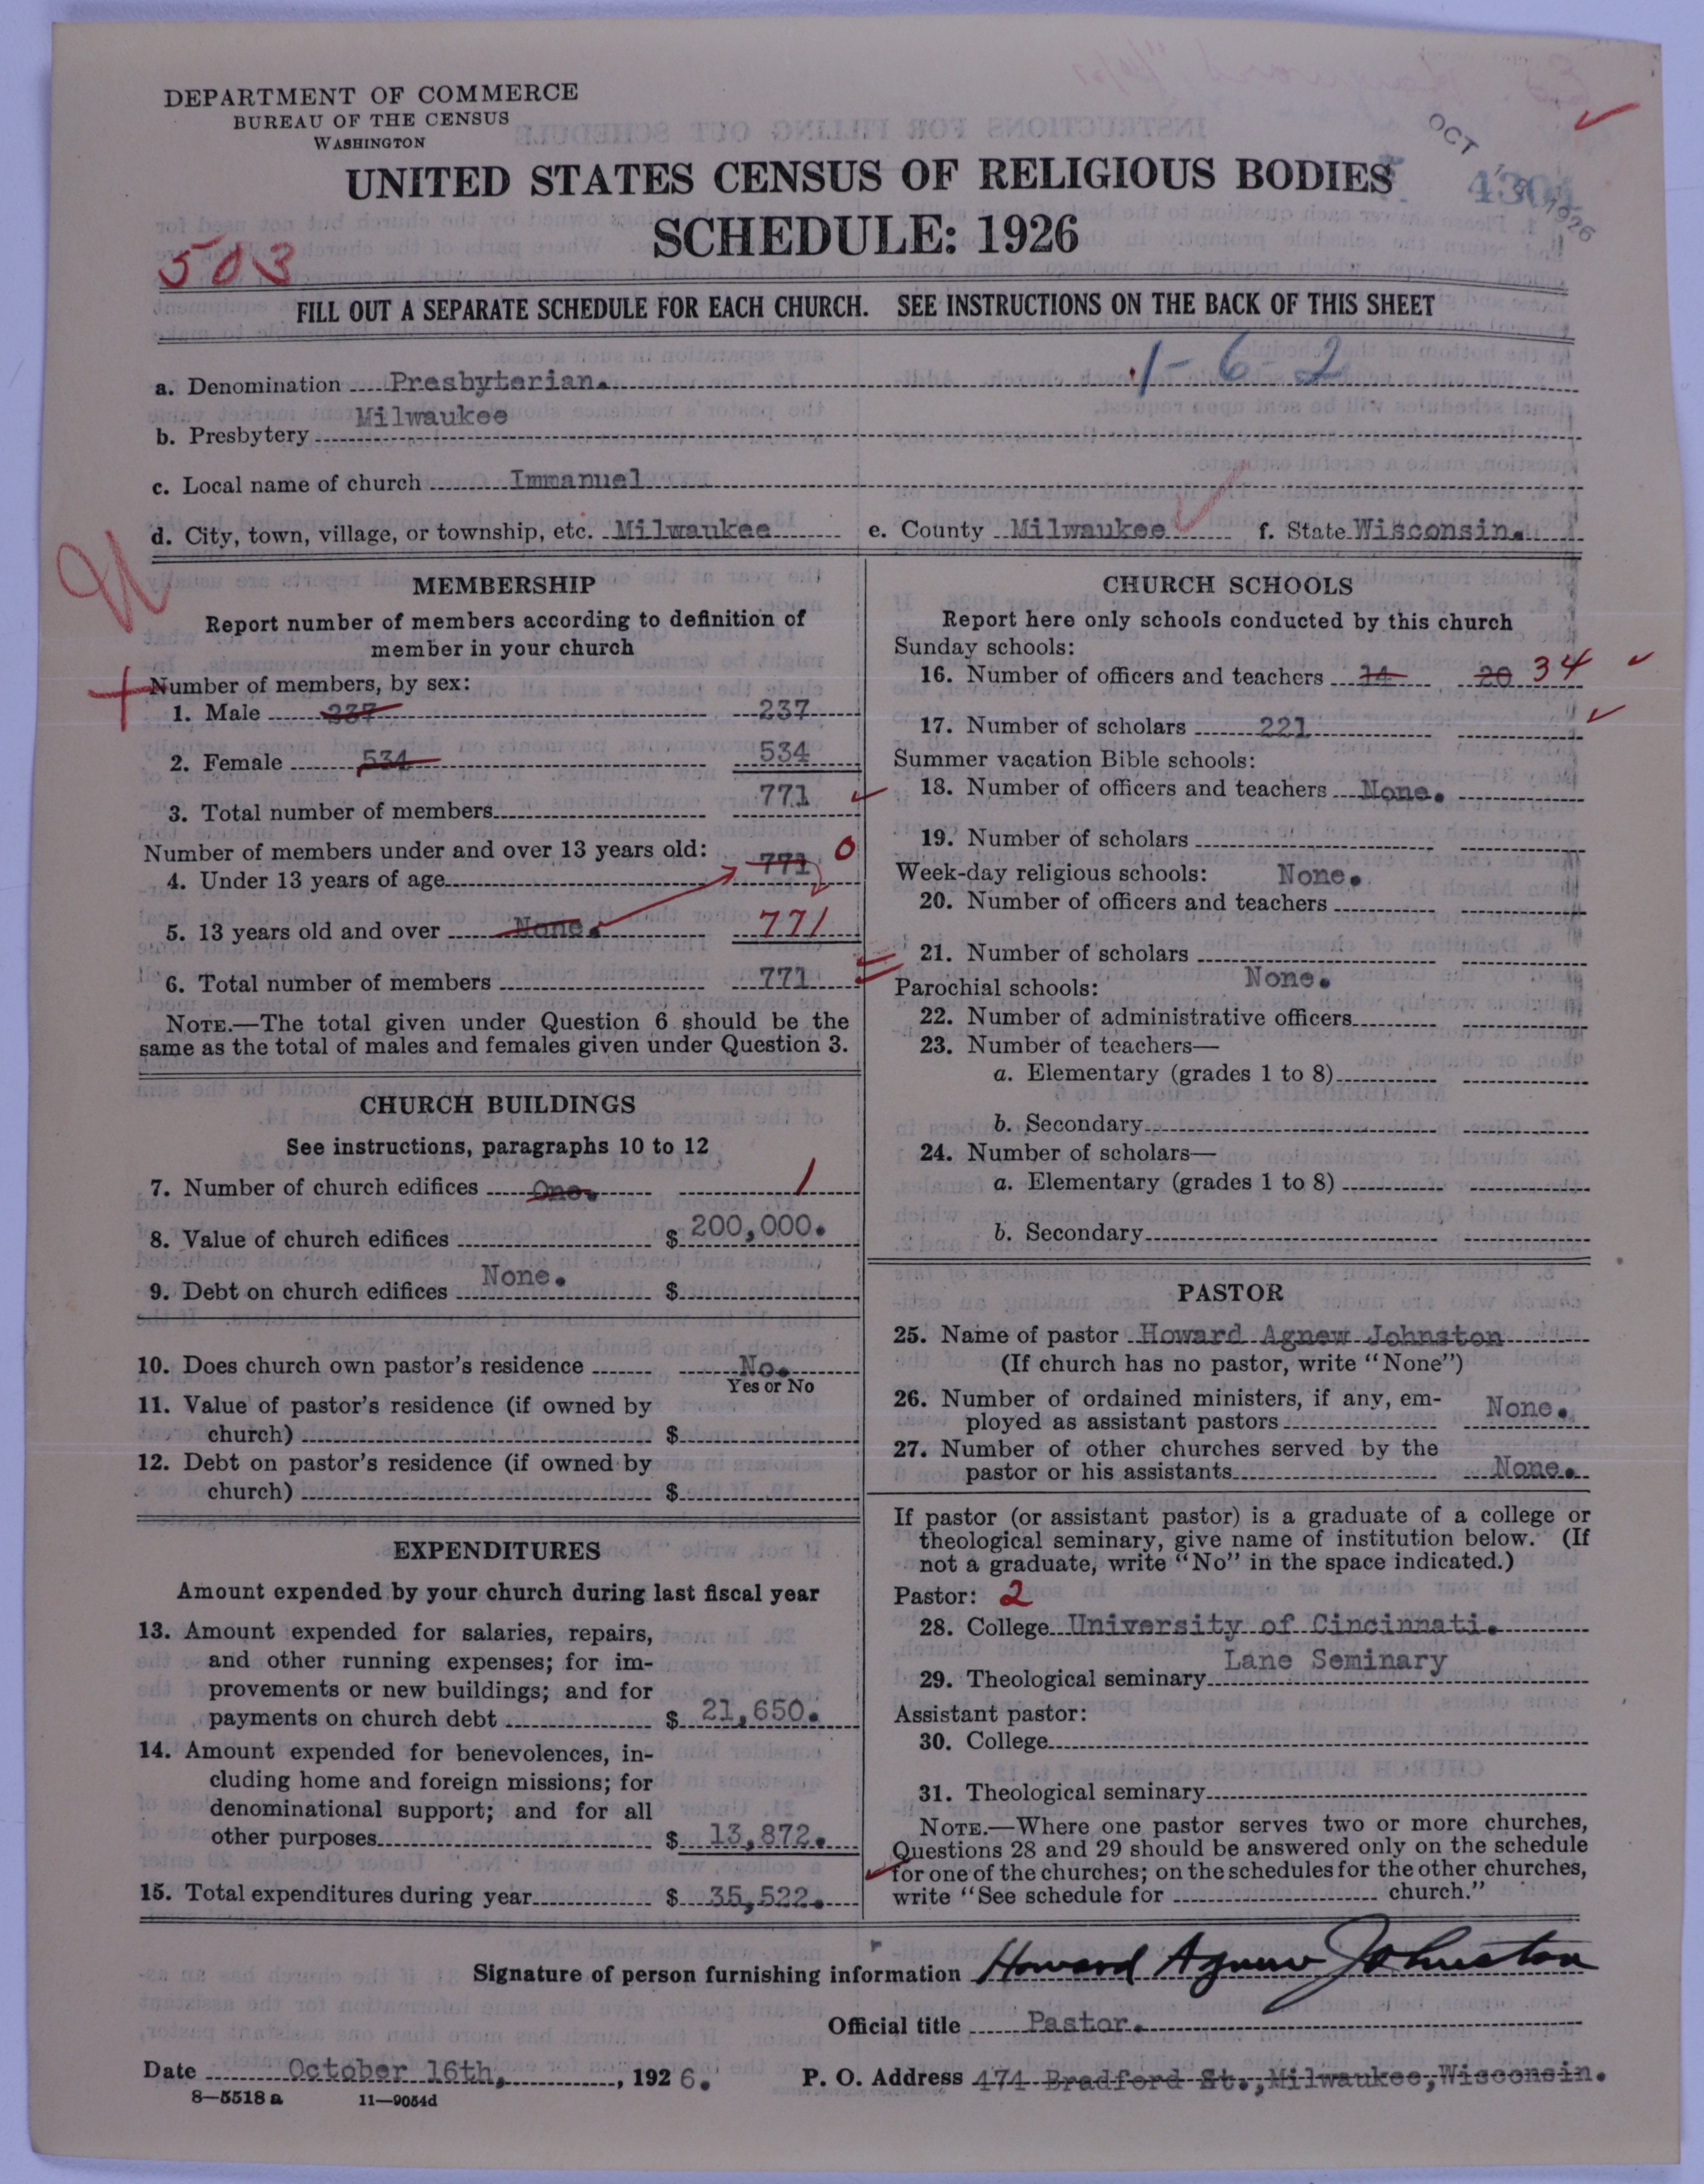 DEPARTMENT OF COMMERCE
BUREAU OF THE CENSUS
WASHINGTON
UNITED STATES CENSUS OF RELIGIOUS BODIES
SCHEDULE: 1926
OCT
1926
503
FILL OUT A SEPARATE SCHEDULE FOR EACH CHURCH. SEE INSTRUCTIONS ON THE BACK OF THIS SHEET
1-6-2
a. Denomination Presbyterian.
b. Presbytery Milwaukee
c. Local name of church Immanuel
d. City, town, village, or township, etc. Milwaukee e. County Milwaukee f. State Wisconsin.
MEMBERSHIP
Report number of members according to definition of
member in your church
Number of members, by sex:
1. Male 237 237
2. Female 534 534
3. Total number of members 771
Number of members under and over 13 years old:
4. Under 13 years of age 771 0
5. 13 years old and over None. 771
6. Total number of members 771
NOTE.—The total given under Question 6 should be the
same as the total of males and females given under Question 3.
CHURCH BUILDINGS
See instructions, paragraphs 10 to 12
7. Number of church edifices One. 1
8. Value of church edifices $ 200,000.
9. Debt on church edifices None. $
10. Does church own pastor's residence No.
Yes or No
11. Value of pastor's residence (if owned by
church) $
12. Debt on pastor's residence (if owned by
church) $
EXPENDITURES
Amount expended by your church during last fiscal year
13. Amount expended for salaries, repairs,
and other running expenses; for im-
provements or new buildings; and for
payments on church debt $ 21,650.
14. Amount expended for benevolences, in-
cluding home and foreign missions; for
denominational support; and for all
other purposes $ 13,872.
15. Total expenditures during year $ 35,522.
CHURCH SCHOOLS
Report here only schools conducted by this church
Sunday schools:
16. Number of officers and teachers 14 20 34
17. Number of scholars 221
Summer vacation Bible schools:
18. Number of officers and teachers None.
19. Number of scholars
Week-day religious schools: None.
20. Number of officers and teachers
21. Number of scholars
Parochial schools: None.
22. Number of administrative officers
23. Number of teachers—
a. Elementary (grades 1 to 8)
b. Secondary
24. Number of scholars—
a. Elementary (grades 1 to 8)
b. Secondary
PASTOR
25. Name of pastor Howard Agnew Johnston
(If church has no pastor, write "None")
26. Number of ordained ministers, if any, em-
ployed as assistant pastors None.
27. Number of other churches served by the
pastor or his assistants None.
If pastor (or assistant pastor) is a graduate of a college or
theological seminary, give name of institution below. (If
not a graduate, write "No" in the space indicated.)
Pastor: 2
28. College University of Cincinnati.
29. Theological seminary Lane Seminary
Assistant pastor:
30. College
31. Theological seminary
NOTE.—Where one pastor serves two or more churches,
Questions 28 and 29 should be answered only on the schedule
for one of the churches; on the schedules for the other churches,
write "See schedule for church."
Signature of person furnishing information Howard Agnew Johnston
Official title Pastor.
Date October 16th, , 1926. P. O. Address 474 Bradford St., Milwaukee, Wisconsin.
8—5518 a 11—9054d